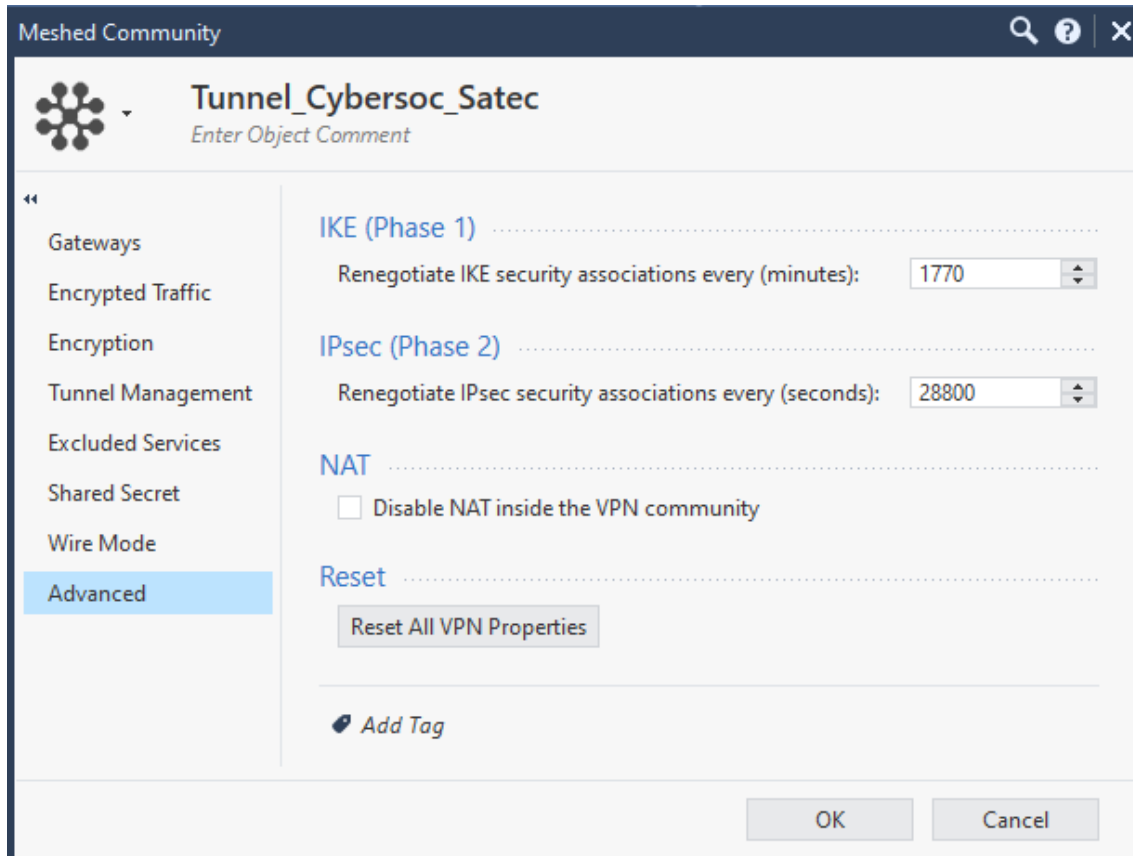 Meshed Community
Tunnel_Cybersoc_Satec
Enter Object Comment
Gateways
Encrypted Traffic
Encryption
Tunnel Management
Excluded Services
Shared Secret
Wire Mode
Advanced
IKE (Phase 1)
Renegotiate IKE security associations every (minutes): 1770
IPsec (Phase 2)
Renegotiate IPsec security associations every (seconds): 28800
NAT
Disable NAT inside the VPN community
Reset
Reset All VPN Properties
Add Tag
OK Cancel